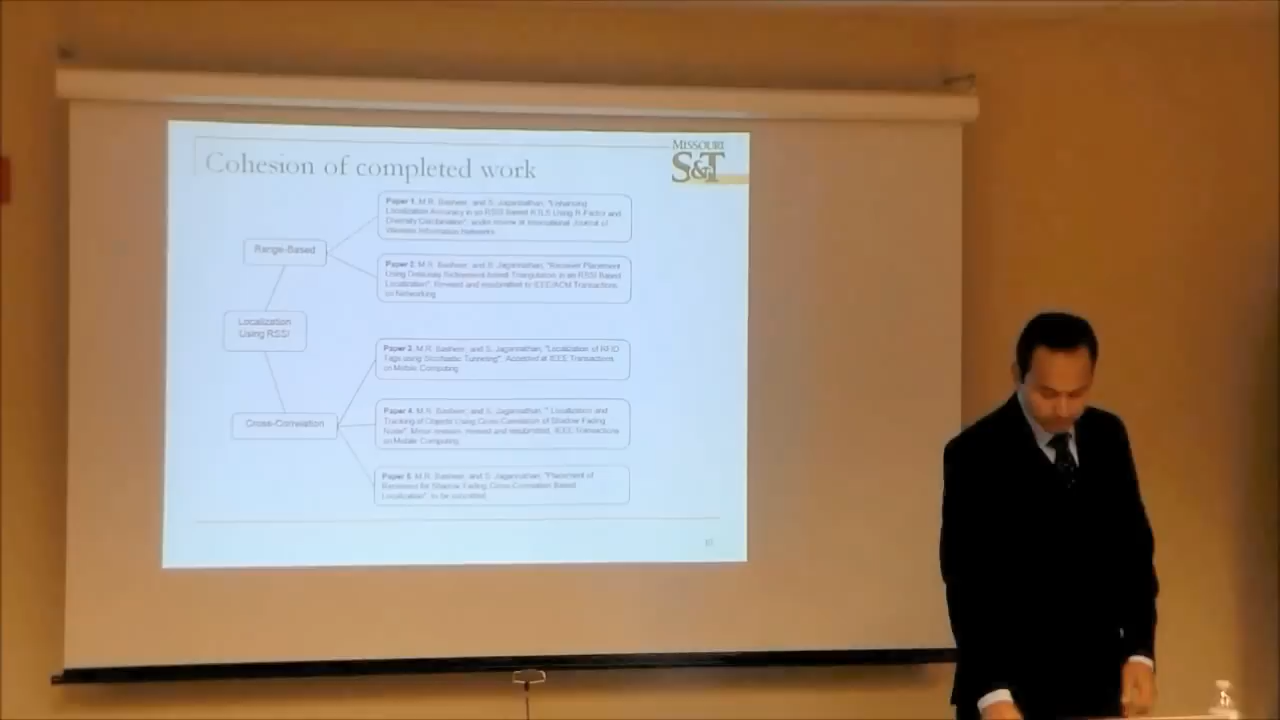 MISSOURI
S&T
Cohesion of completed work
Paper 1. M.R. Basheer, and S. Jagannathan, "Enhancing
Localization Accuracy in an RSSI Based RTLS Using R-Factor and
Diversity Combination", under review at International Journal of
Wireless Information Networks
Range-Based
Paper 2. M.R. Basheer, and S. Jagannathan, "Receiver Placement
Using Delaunay Refinement-based Triangulation in an RSSI Based
Localization", Revised and resubmitted to IEEE/ACM Transactions
on Networking
Localization
Using RSSI
Paper 3. M.R. Basheer, and S. Jagannathan, "Localization of RFID
Tags using Stochastic Tunneling", Accepted at IEEE Transactions
on Mobile Computing
Cross-Correlation
Paper 4. M.R. Basheer, and S. Jagannathan, " Localization and
Tracking of Objects Using Cross-Correlation of Shadow Fading
Noise", Minor revision, revised and resubmitted, IEEE Transactions
on Mobile Computing
Paper 5. M.R. Basheer, and S. Jagannathan, "Placement of
Receivers for Shadow Fading Cross-Correlation Based
Localization", to be submitted